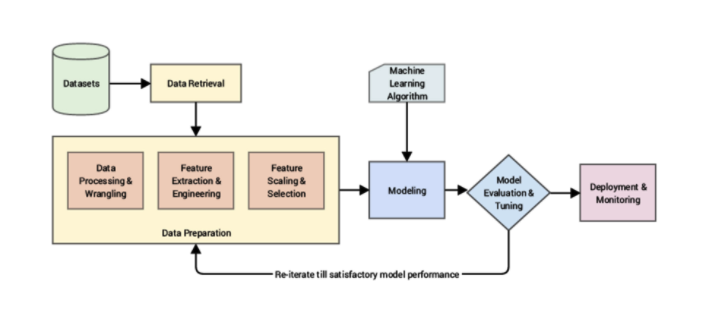 Datasets
Data Retrieval
Machine
Learning
Algorithm
Data
Processing &
Wrangling
Feature
Extraction &
Engineering
Feature
Scaling &
Selection
Data Preparation
Modeling
Model
Evaluation &
Tuning
Deployment &
Monitoring
Re-iterate till satisfactory model performance